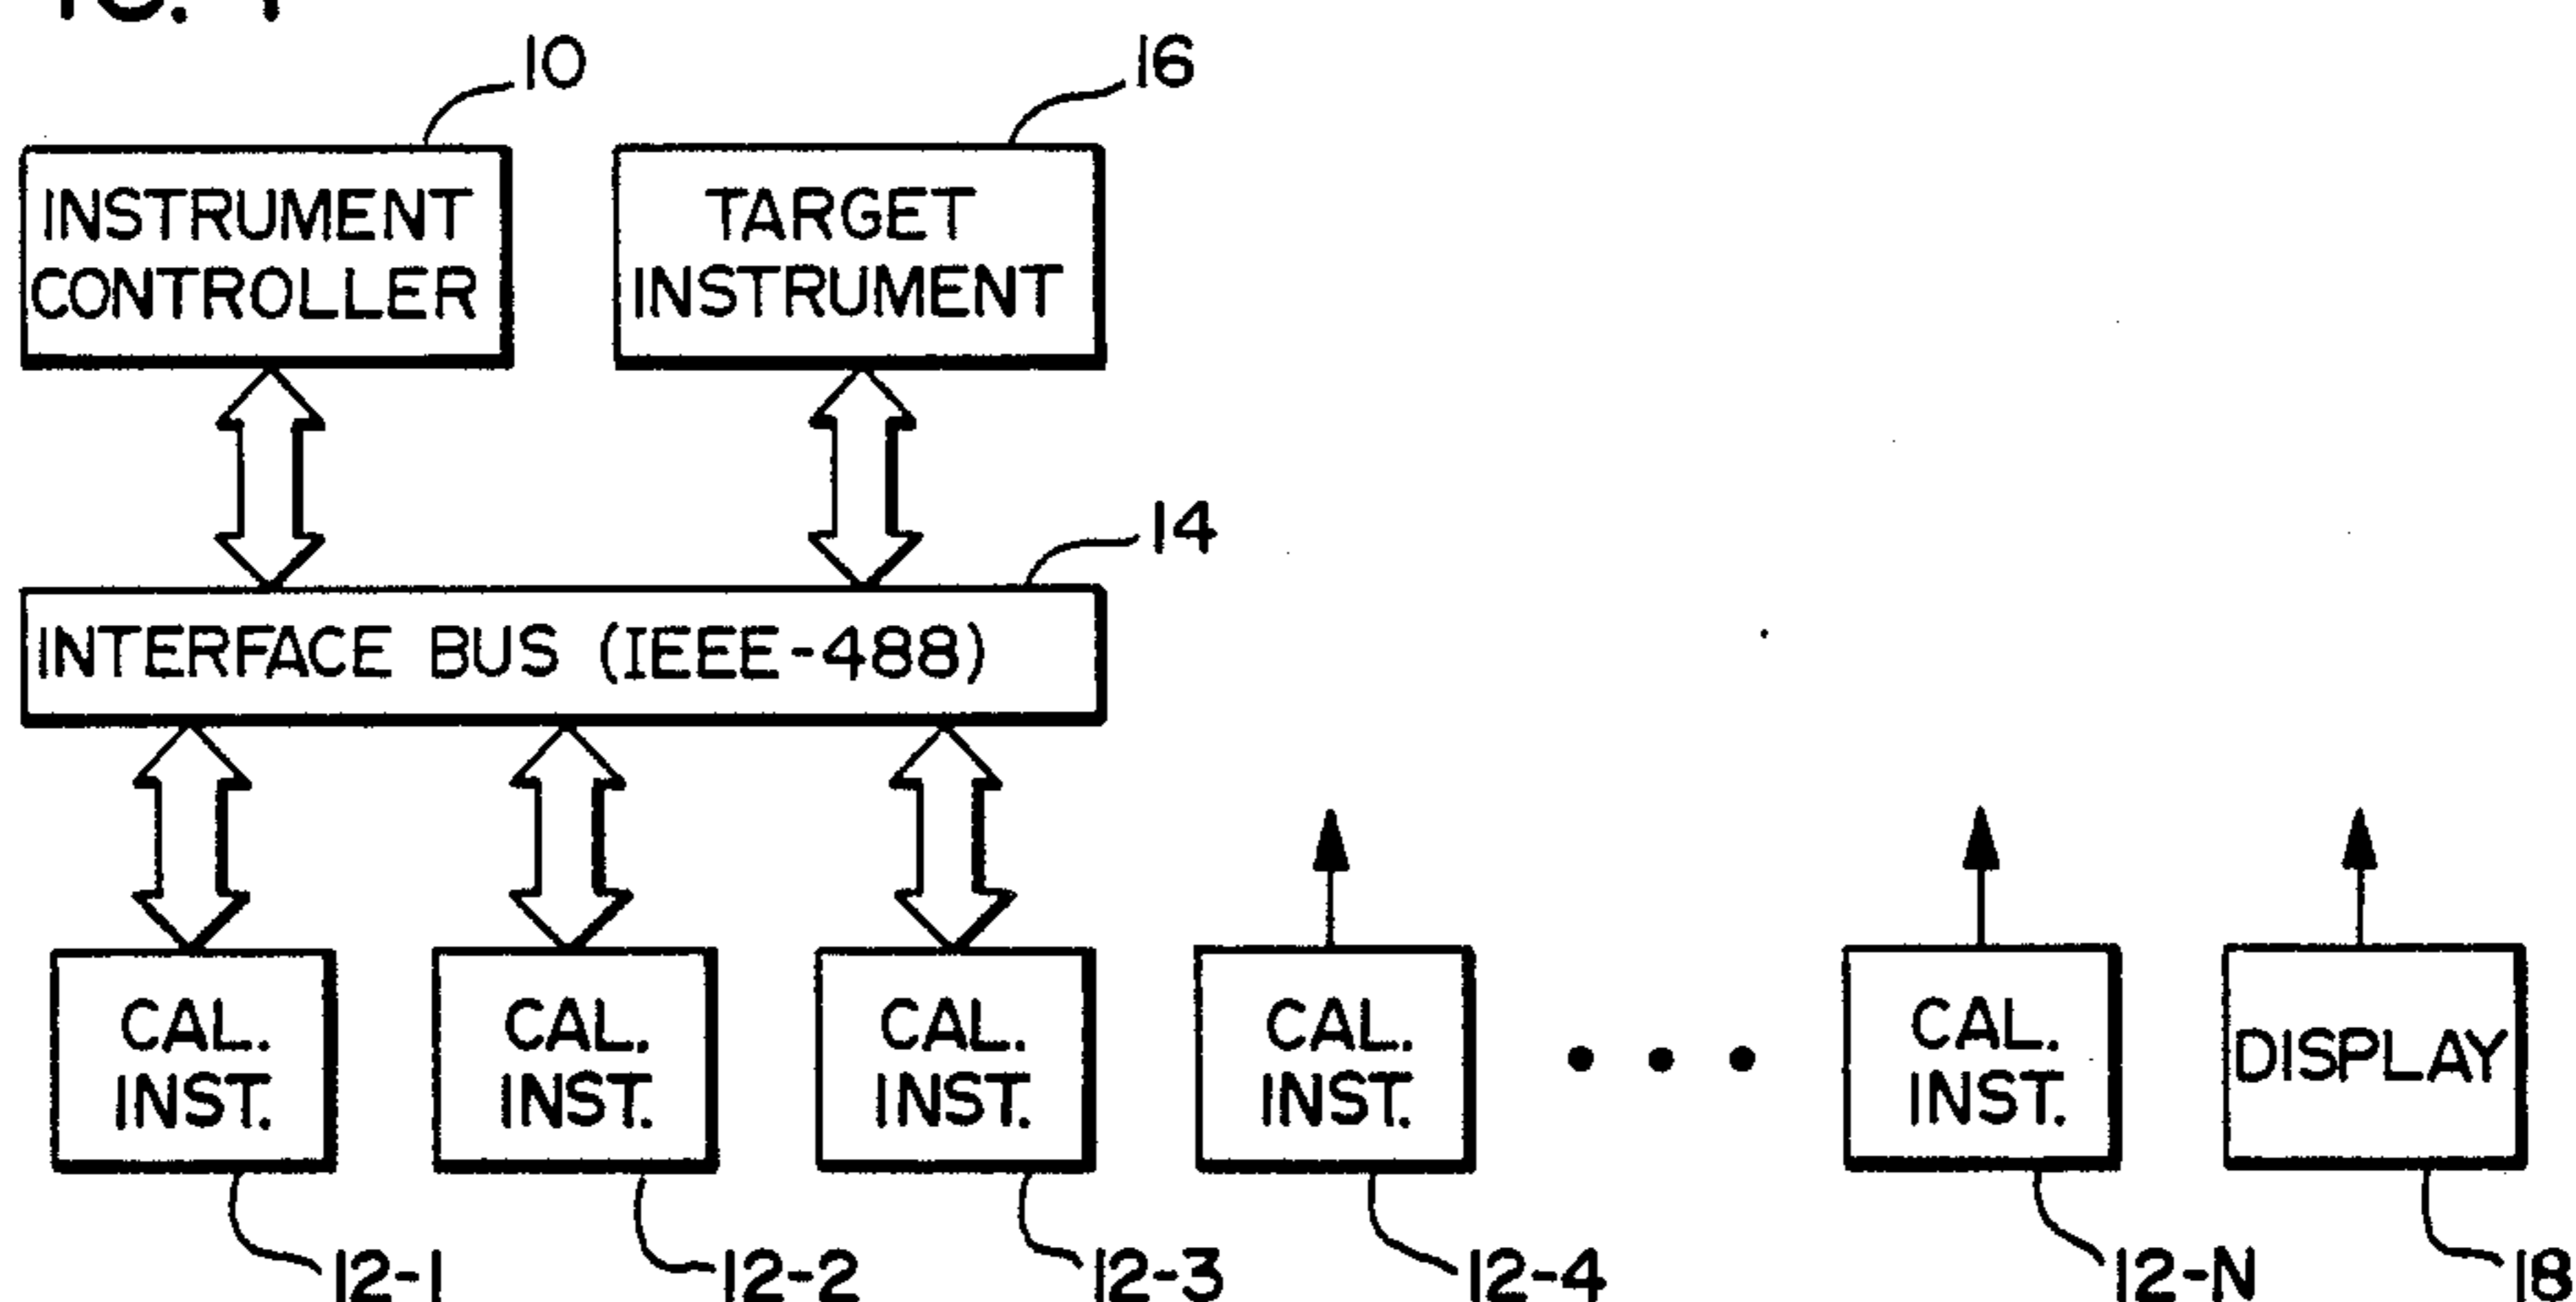 10
16
INSTRUMENT
CONTROLLER
TARGET
INSTRUMENT
14
INTERFACE BUS (IEEE-488)
CAL.
INST.
CAL.
INST.
CAL.
INST.
CAL.
INST.
• • •
CAL.
INST.
DISPLAY
12-1
12-2
12-3
12-4
12-N
18